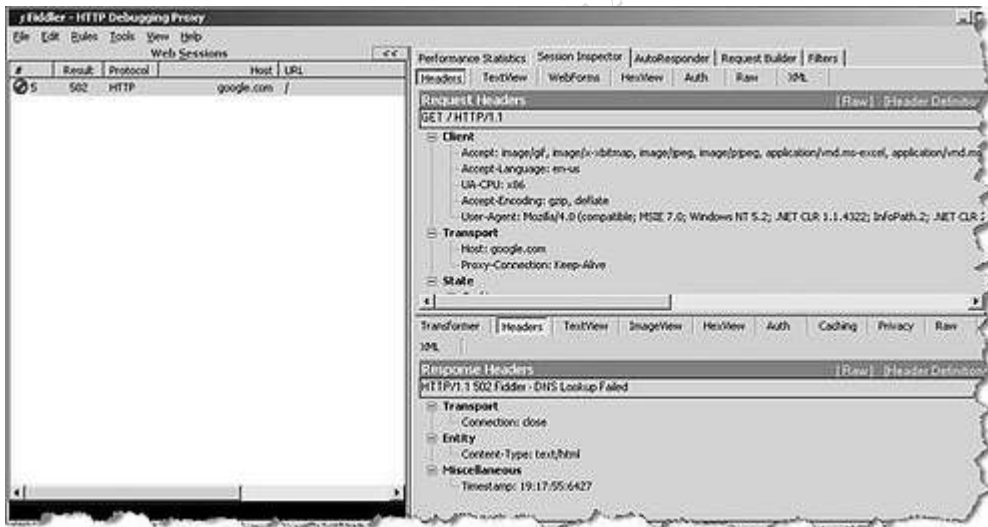 Fiddler - HTTP Debugging Proxy
File Edit Rules Tools View Help
Web Sessions <<
# Result Protocol Host URL
5 502 HTTP google.com /
Performance Statistics Session Inspector AutoResponder Request Builder Filters
Headers TextView WebForms HexView Auth Raw XML
Request Headers [Raw] [Header Definition
GET / HTTP/1.1
Client
Accept: image/gif, image/x-xbitmap, image/jpeg, image/pjpeg, application/vnd.ms-excel, application/vnd.ms
Accept-Language: en-us
UA-CPU: x86
Accept-Encoding: gzip, deflate
User-Agent: Mozilla/4.0 (compatible; MSIE 7.0; Windows NT 5.2; .NET CLR 1.1.4322; InfoPath.2; .NET CLR 2
Transport
Host: google.com
Proxy-Connection: Keep-Alive
State
Transformer Headers TextView ImageView HexView Auth Caching Privacy Raw
XML
Response Headers [Raw] [Header Definitions
HTTP/1.1 502 Fiddler - DNS Lookup Failed
Transport
Connection: close
Entity
Content-Type: text/html
Miscellaneous
Timestamp: 19:17:55:6427